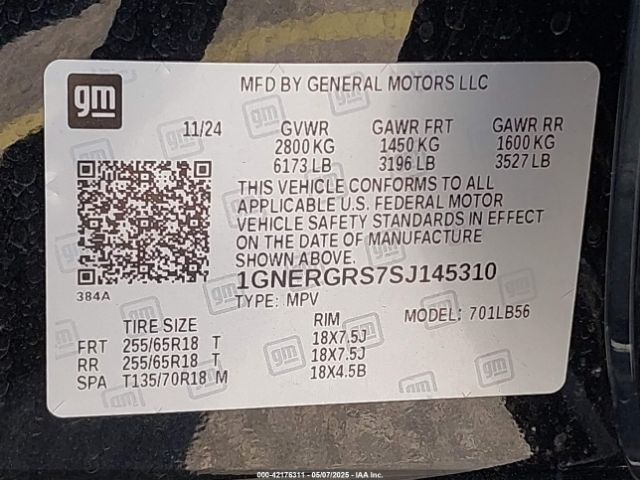 gm
MFD BY GENERAL MOTORS LLC
11/24 GVWR GAWR FRT GAWR RR
2800 KG 1450 KG 1600 KG
6173 LB 3196 LB 3527 LB
THIS VEHICLE CONFORMS TO ALL
APPLICABLE U.S. FEDERAL MOTOR
VEHICLE SAFETY STANDARDS IN EFFECT
ON THE DATE OF MANUFACTURE
SHOWN ABOVE.
384A
1GNERGRS7SJ145310
TYPE: MPV MODEL: 701LB56
TIRE SIZE RIM
FRT 255/65R18 T 18X7.5J
RR 255/65R18 T 18X7.5J
SPA T135/70R18 M 18X4.5B
000-42176311 - 05/07/2025 - IAA Inc.